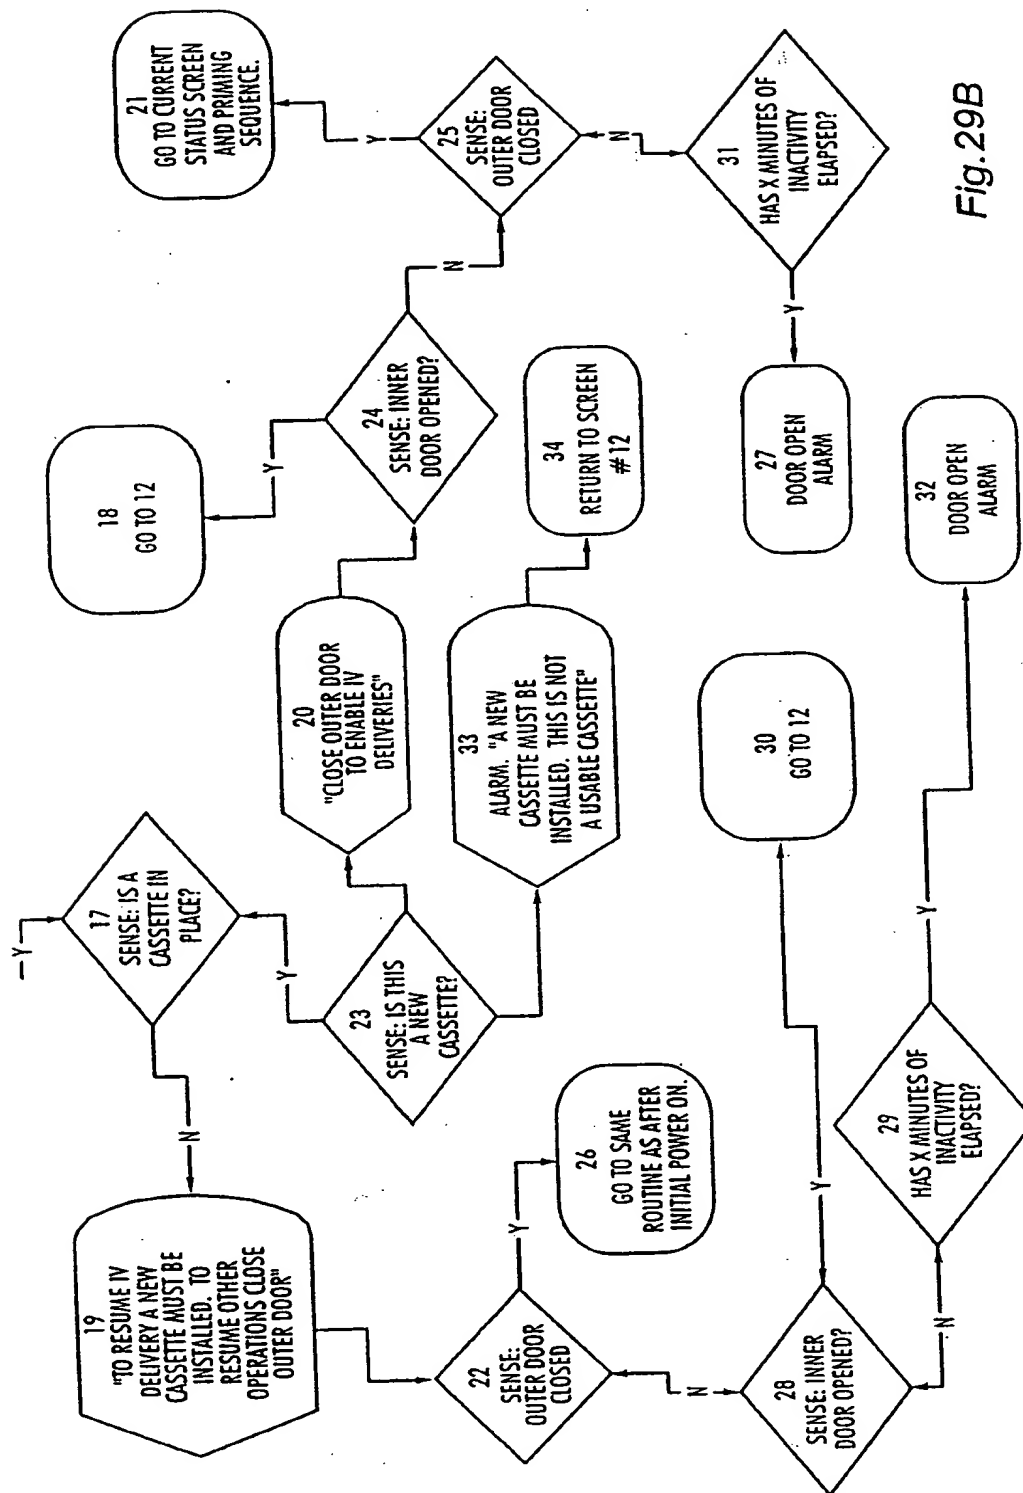 –Y–
17
SENSE: IS A
CASSETTE IN
PLACE?
N
Y
19
"TO RESUME IV
DELIVERY A NEW
CASSETTE MUST BE
INSTALLED. TO
RESUME OTHER
OPERATIONS CLOSE
OUTER DOOR"
23
SENSE: IS THIS
A NEW
CASSETTE?
20
"CLOSE OUTER DOOR
TO ENABLE IV
DELIVERIES"
18
GO TO 12
Y
24
SENSE: INNER
DOOR OPENED?
N
21
GO TO CURRENT
STATUS SCREEN
AND PRIMING
SEQUENCE.
Y
25
SENSE:
OUTER DOOR
CLOSED
N
22
SENSE:
OUTER DOOR
CLOSED
Y
26
GO TO SAME
ROUTINE AS AFTER
INITIAL POWER ON.
33
ALARM. "A NEW
CASSETTE MUST BE
INSTALLED. THIS IS NOT
A USABLE CASSETTE"
34
RETURN TO SCREEN
#12
31
HAS X MINUTES OF
INACTIVITY
ELAPSED?
Y
27
DOOR OPEN
ALARM
N
28
SENSE: INNER
DOOR OPENED?
Y
30
GO TO 12
N
29
HAS X MINUTES OF
INACTIVITY
ELAPSED?
Y
32
DOOR OPEN
ALARM
Fig.29B